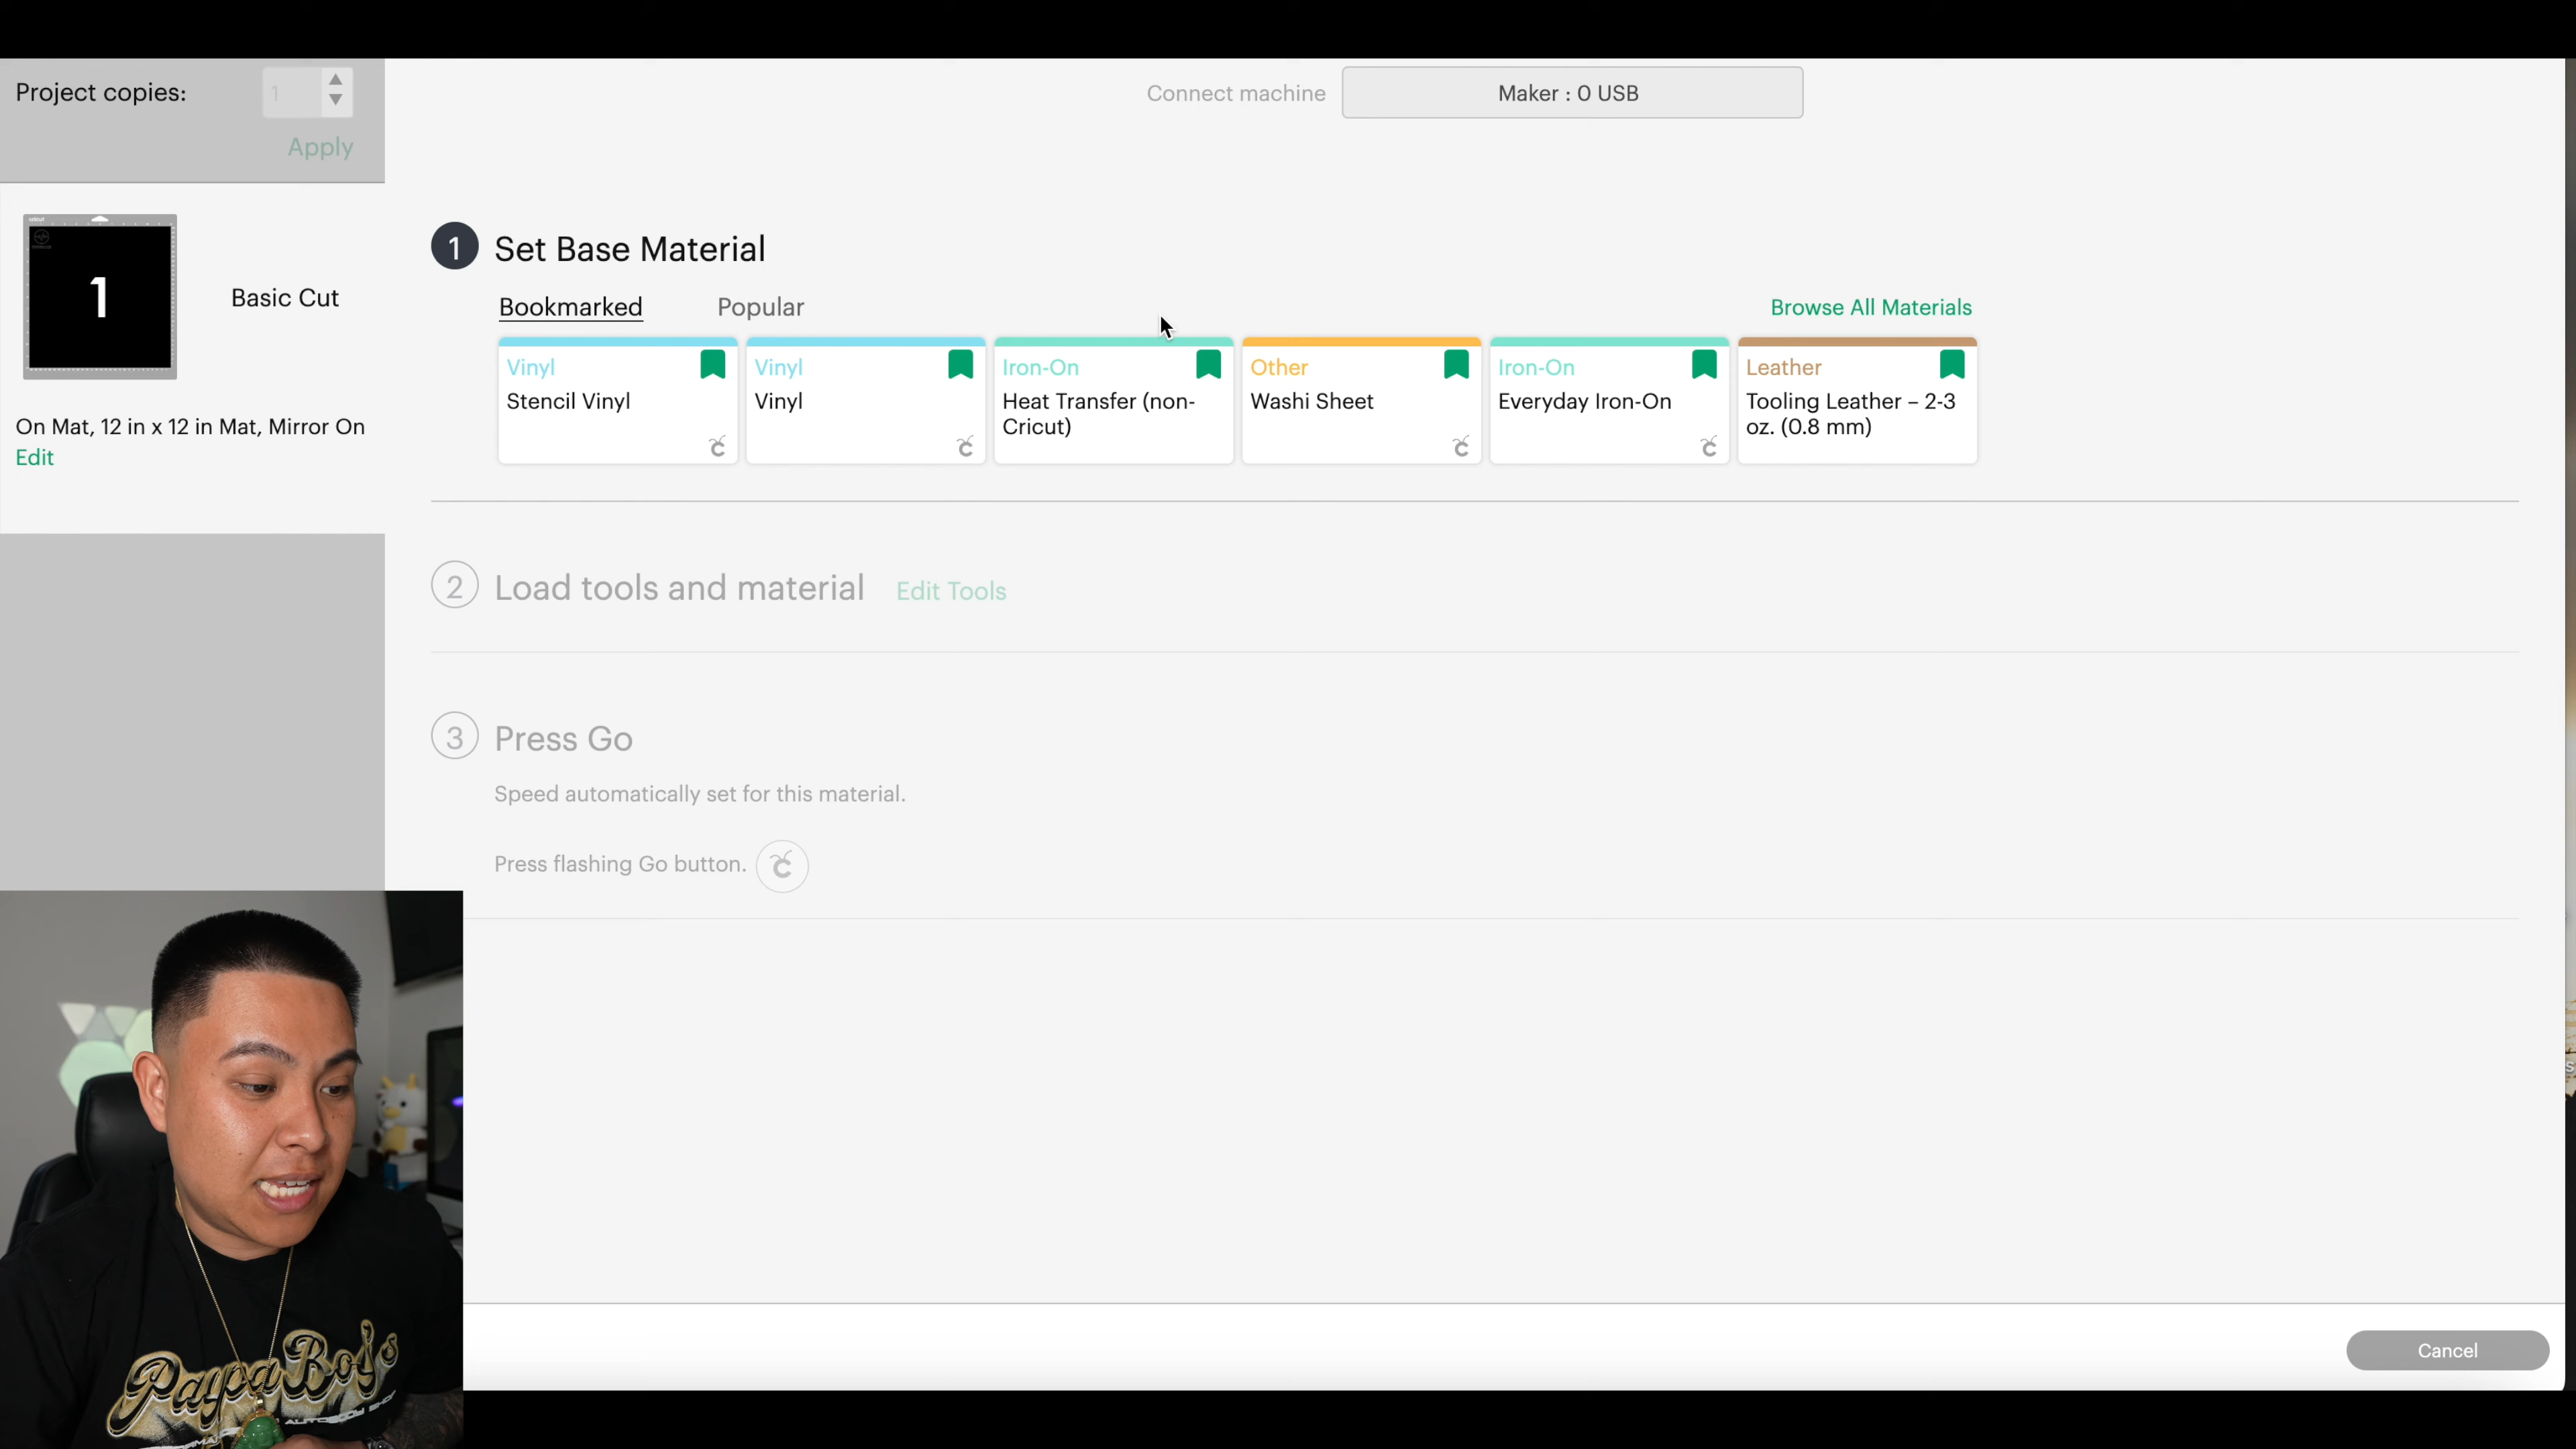 Project copies:
1
Apply
Connect machine
Maker : 0 USB
cricut
1
Basic Cut
On Mat, 12 in x 12 in Mat, Mirror On
Edit
1 Set Base Material
Bookmarked
Popular
Browse All Materials
Vinyl
Stencil Vinyl
Vinyl
Vinyl
Iron-On
Heat Transfer (non-
Cricut)
Other
Washi Sheet
Iron-On
Everyday Iron-On
Leather
Tooling Leather – 2-3
oz. (0.8 mm)
2 Load tools and material Edit Tools
3 Press Go
Speed automatically set for this material.
Press flashing Go button.
Cancel